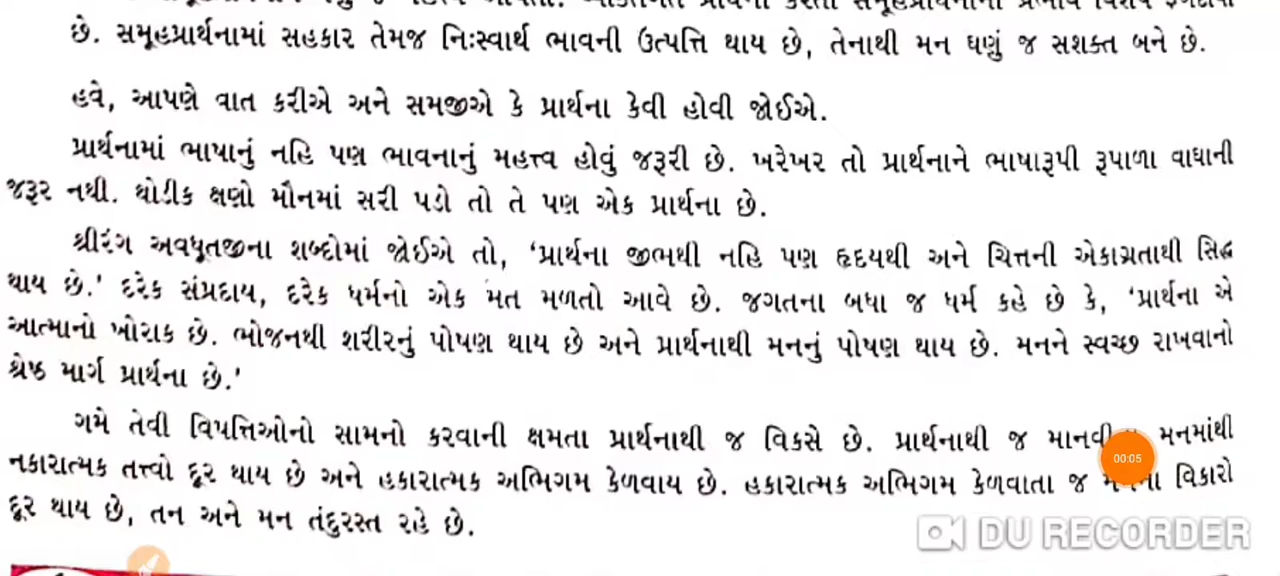 છે. સમૂહપ્રાર્થનામાં સહકાર તેમજ નિઃસ્વાર્થ ભાવની ઉત્પત્તિ થાય છે, તેનાથી મન ઘણું જ સશક્ત બને છે.
હવે, આપણે વાત કરીએ અને સમજીએ કે પ્રાર્થના કેવી હોવી જોઈએ.
પ્રાર્થનામાં ભાષાનું નહિ પણ ભાવનાનું મહત્ત્વ હોવું જરૂરી છે. ખરેખર તો પ્રાર્થનાને ભાષારૂપી રૂપાળા વાઘાની
જરૂર નથી. થોડીક ક્ષણો મૌનમાં સરી પડો તો તે પણ એક પ્રાર્થના છે.
શ્રીરંગ અવધૂતજીના શબ્દોમાં જોઈએ તો, ‘પ્રાર્થના જીભથી નહિ પણ હૃદયથી અને ચિત્તની એકાગ્રતાથી સિદ્ધ
થાય છે.’ દરેક સંપ્રદાય, દરેક ધર્મનો એક મત મળતો આવે છે. જગતના બધા જ ધર્મ કહે છે કે, ‘પ્રાર્થના એ
આત્માનો ખોરાક છે. ભોજનથી શરીરનું પોષણ થાય છે અને પ્રાર્થનાથી મનનું પોષણ થાય છે. મનને સ્વચ્છ રાખવાનો
શ્રેષ્ઠ માર્ગ પ્રાર્થના છે.’
ગમે તેવી વિપત્તિઓનો સામનો કરવાની ક્ષમતા પ્રાર્થનાથી જ વિકસે છે. પ્રાર્થનાથી જ મનમાંથી
નકારાત્મક તત્ત્વો દૂર થાય છે અને હકારાત્મક અભિગમ કેળવાય છે. હકારાત્મક અભિગમ કેળવાતા જ વિકારો
દૂર થાય છે, તન અને મન તંદુરસ્ત રહે છે.
00:05
DU RECORDER